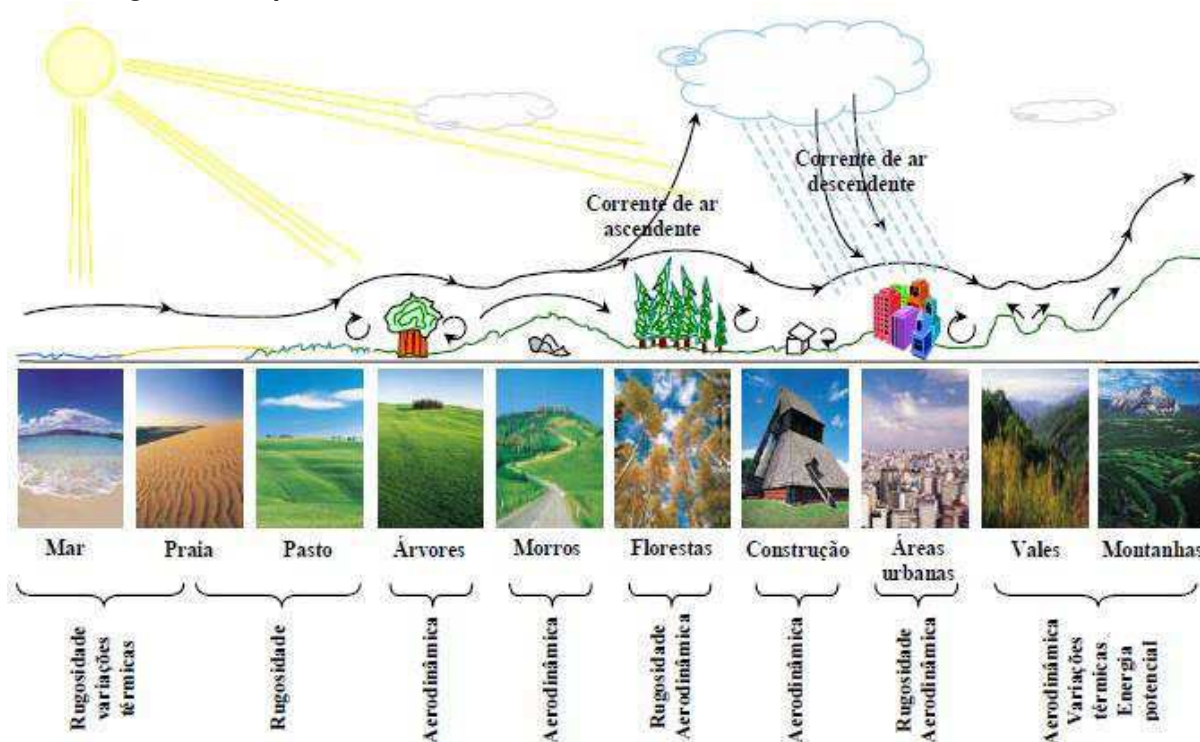 Corrente de ar
descendente
Corrente de ar
ascendente
Mar
Praia
Pasto
Árvores
Morros
Florestas
Construção
Áreas
urbanas
Vales
Montanhas
Rugosidade
variações
térmicas
Rugosidade
Aerodinâmica
Aerodinâmica
Rugosidade
Aerodinâmica
Aerodinâmica
Rugosidade
Aerodinâmica
Aerodinâmica
Variações
térmicas
Energia
potencial